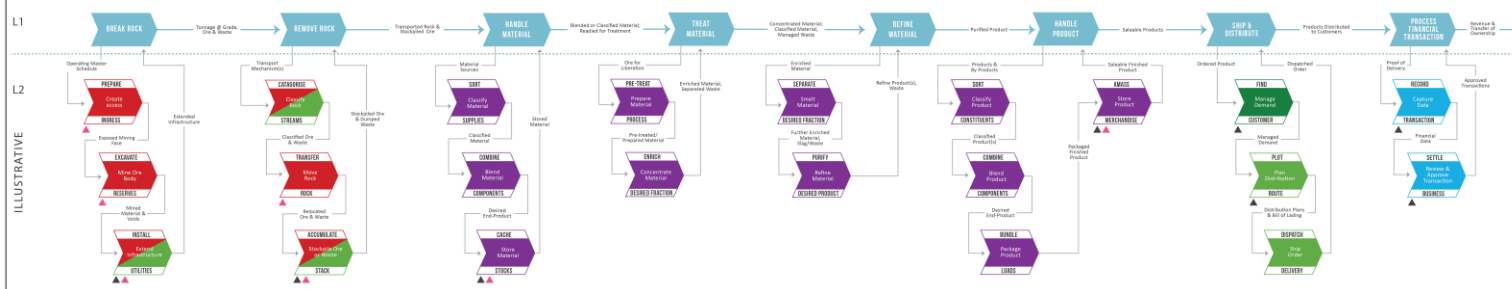 L1
BREAK ROCK
Tonnage @ Grade,
Ore & Waste
REMOVE ROCK
Transported Rock &
Stockpiled Ore
HANDLE
MATERIAL
Blended or Classified Material;
Readied for Treatment
TREAT
MATERIAL
Concentrated Material;
Classified Material,
Managed Waste
REFINE
MATERIAL
Purified Product
HANDLE
PRODUCT
Saleable Products
SHIP &
DISTRIBUTE
Products Distributed
to Customers
PROCESS
FINANCIAL
TRANSACTION
Revenue &
Transfer of
Ownership
L2
ILLUSTRATIVE
Operating Master
Schedule
PREPARE
Create
access
INGRESS
Exposed Mining
Face
EXCAVATE
Mine Ore
Body
RESERVES
Mined
Material &
Voids
INSTALL
Extend
Infrastructure
UTILITIES
Extended
Infrastructure
Transport
Mechanism(s)
CATAGORISE
Classify
Rock
STREAMS
Classified Ore
& Waste
TRANSFER
Move
Rock
ROCK
Relocated
Ore & Waste
ACCUMULATE
Stockpile Ore
or Waste
STACK
Stockpiled Ore
& Dumped
Waste
Material
Sources
SORT
Classify
Material
SUPPLIES
Classified
Material
COMBINE
Blend
Material
COMPONENTS
Desired
End-Product
CACHE
Store
Material
STOCKS
Stored
Material
Ore for
Liberation
PRE-TREAT
Prepare
Material
PROCESS
Pre-treated/
Prepared Material
ENRICH
Concentrate
Material
DESIRED FRACTION
Enriched Material,
Separated Waste
Enriched
Material
SEPARATE
Smelt
Material
DESIRED FRACTION
Further Enriched
Material,
Slag/Waste
PURIFY
Refine
Material
DESIRED PRODUCT
Refine Product(s),
Waste
Products &
By Products
SORT
Classify
Product
CONSTITUENTS
Classified
Product(s)
COMBINE
Blend
Product
COMPONENTS
Desired
End-Product
BUNDLE
Package
Product
LOADS
Packaged
Finished
Product
Saleable Finished
Product
AMASS
Store
Product
MERCHANDISE
Ordered Product
FIND
Manage
Demand
CUSTOMER
Managed
Demand
PLOT
Plan
Distribution
ROUTE
Distribution Plans
& Bill of Lading
DISPATCH
Ship
Order
DELIVERY
Dispatched
Order
Proof of
Delivery
RECORD
Capture
Data
TRANSACTION
Financial
Data
SETTLE
Review &
Approve
Transaction
BUSINESS
Approved
Transactions